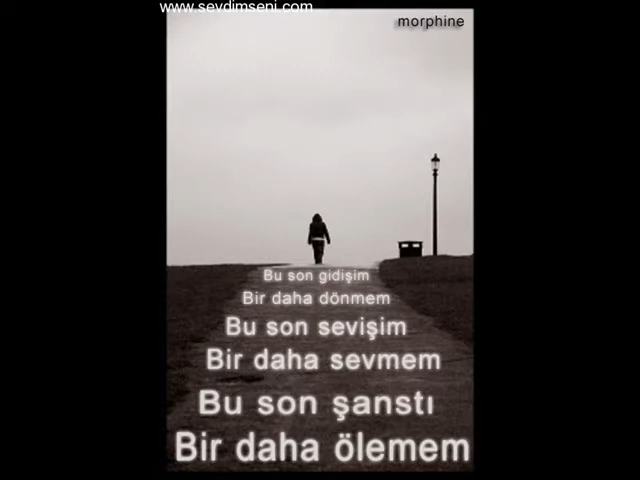 www.sevdimseni.com
morphine
Bu son gidişim
Bir daha dönmem
Bu son sevişim
Bir daha sevmem
Bu son şanstı
Bir daha ölemem